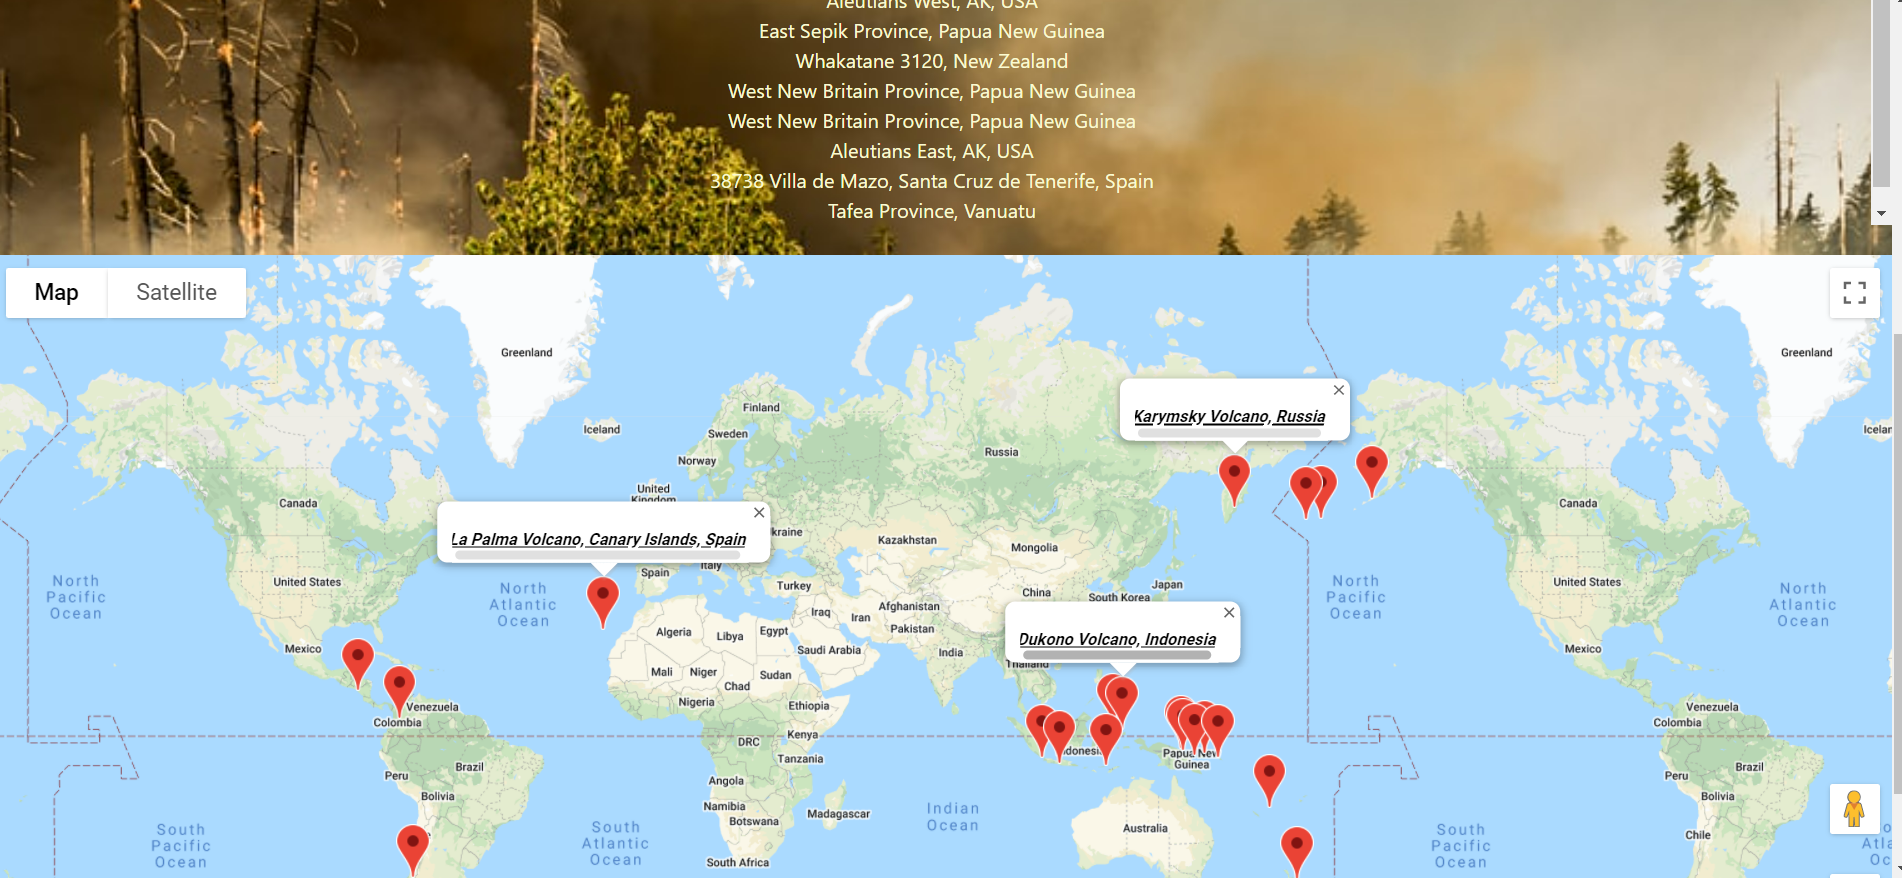 Aleutians West, AK, USA
East Sepik Province, Papua New Guinea
Whakatane 3120, New Zealand
West New Britain Province, Papua New Guinea
West New Britain Province, Papua New Guinea
Aleutians East, AK, USA
38738 Villa de Mazo, Santa Cruz de Tenerife, Spain
Tafea Province, Vanuatu
Map
Satellite
Greenland
Greenland
Karymsky Volcano, Russia
Finland
Iceland
Sweden
Norway
Russia
United
Kingdom
Canada
Canada
La Palma Volcano, Canary Islands, Spain
Kazakhstan
Mongolia
Italy
Spain
Turkey
Japan
China
South Korea
United States
United States
North
Pacific
Ocean
North
Atlantic
Ocean
North
Pacific
Ocean
North
Atlantic
Ocean
Iraq
Iran
Afghanistan
Pakistan
Algeria
Libya
Egypt
Saudi Arabia
India
Dukono Volcano, Indonesia
Thailand
Mexico
Mexico
Mali
Niger
Chad
Sudan
Nigeria
Ethiopia
Venezuela
Colombia
Venezuela
Colombia
DRC
Kenya
Tanzania
Papua New
Guinea
Peru
Brazil
Bolivia
Peru
Brazil
Bolivia
Angola
Namibia
Botswana
Madagascar
South Africa
Indian
Ocean
Australia
Chile
South
Pacific
Ocean
South
Atlantic
Ocean
South
Pacific
Ocean